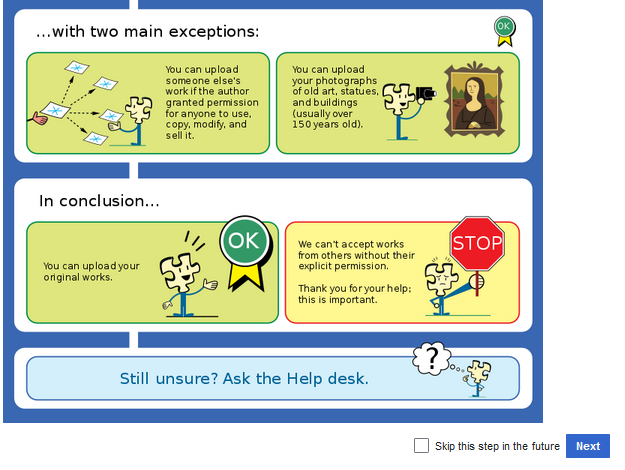 ...with two main exceptions:
OK
You can upload
someone else's
work if the author
granted permission
for anyone to use,
copy, modify, and
sell it.
You can upload
your photographs
of old art, statues,
and buildings
(usually over
150 years old).
In conclusion...
OK
You can upload your
original works.
STOP
We can't accept works
from others without their
explicit permission.
Thank you for your help;
this is important.
?
Still unsure? Ask the Help desk.
Skip this step in the future
Next